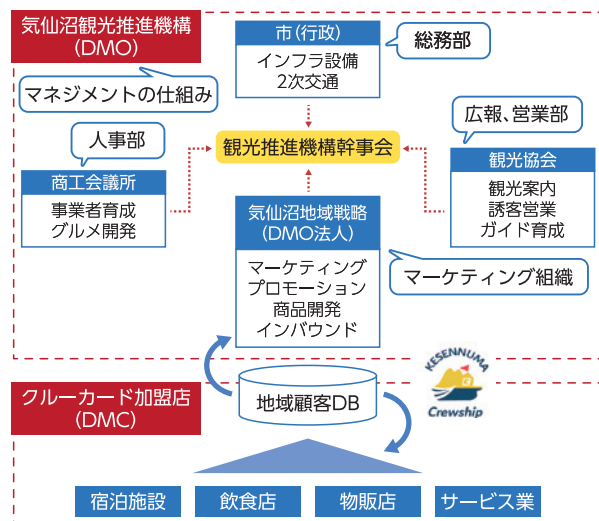 気仙沼観光推進機構
(DMO)
マネジメントの仕組み
市(行政)
インフラ設備
2次交通
総務部
人事部
商工会議所
事業者育成
グルメ開発
観光推進機構幹事会
広報、営業部
観光協会
観光案内
誘客営業
ガイド育成
気仙沼地域戦略
(DMO法人)
マーケティング
プロモーション
商品開発
インバウンド
マーケティング組織
クルーカード加盟店
(DMC)
地域顧客DB
KESENNUMA
Crewship
宿泊施設
飲食店
物販店
サービス業